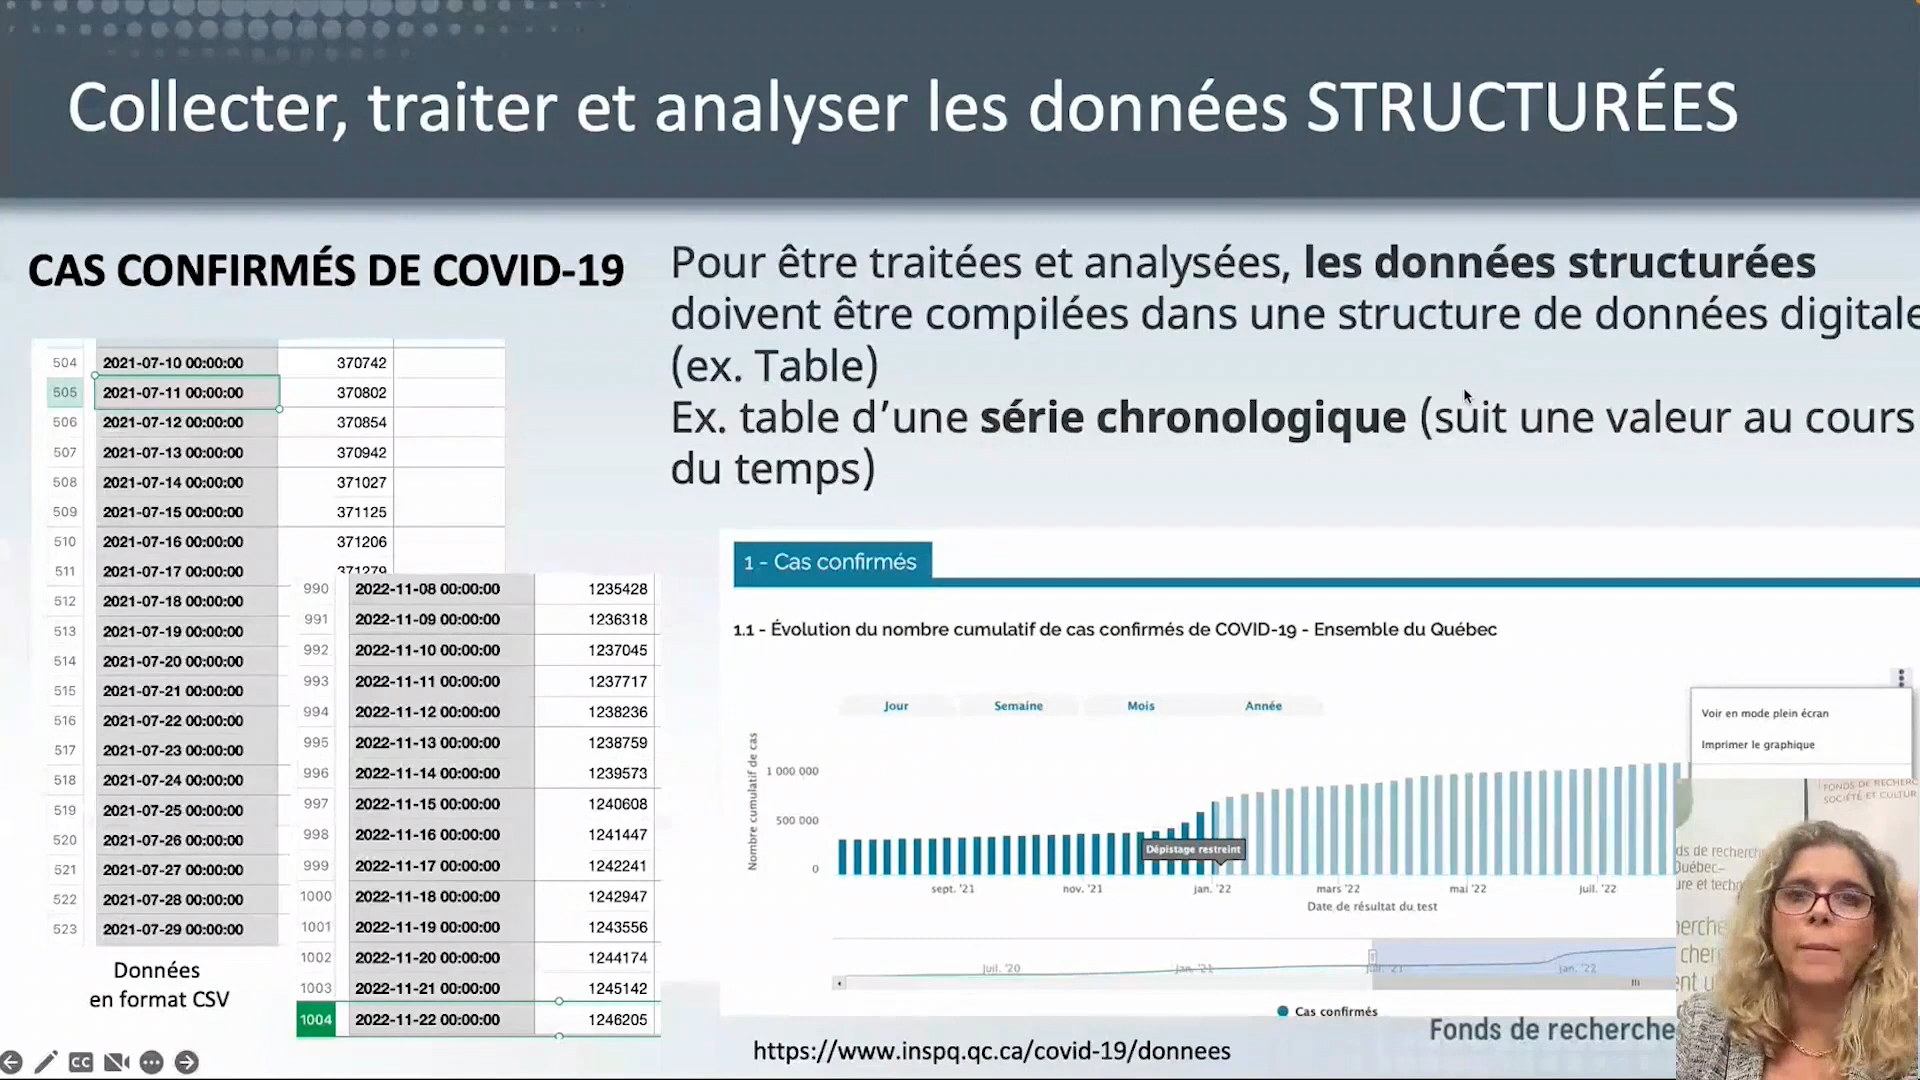 Collecter, traiter et analyser les données STRUCTURÉES
CAS CONFIRMÉS DE COVID-19
504 2021-07-10 00:00:00 370742
505 2021-07-11 00:00:00 370802
506 2021-07-12 00:00:00 370854
507 2021-07-13 00:00:00 370942
508 2021-07-14 00:00:00 371027
509 2021-07-15 00:00:00 371125
510 2021-07-16 00:00:00 371206
511 2021-07-17 00:00:00 371279
512 2021-07-18 00:00:00
513 2021-07-19 00:00:00
514 2021-07-20 00:00:00
515 2021-07-21 00:00:00
516 2021-07-22 00:00:00
517 2021-07-23 00:00:00
518 2021-07-24 00:00:00
519 2021-07-25 00:00:00
520 2021-07-26 00:00:00
521 2021-07-27 00:00:00
522 2021-07-28 00:00:00
523 2021-07-29 00:00:00
Données
en format CSV
990 2022-11-08 00:00:00 1235428
991 2022-11-09 00:00:00 1236318
992 2022-11-10 00:00:00 1237045
993 2022-11-11 00:00:00 1237717
994 2022-11-12 00:00:00 1238236
995 2022-11-13 00:00:00 1238759
996 2022-11-14 00:00:00 1239573
997 2022-11-15 00:00:00 1240608
998 2022-11-16 00:00:00 1241447
999 2022-11-17 00:00:00 1242241
1000 2022-11-18 00:00:00 1242947
1001 2022-11-19 00:00:00 1243556
1002 2022-11-20 00:00:00 1244174
1003 2022-11-21 00:00:00 1245142
1004 2022-11-22 00:00:00 1246205
Pour être traitées et analysées, les données structurées
doivent être compilées dans une structure de données digitale
(ex. Table)
Ex. table d’une série chronologique (suit une valeur au cours
du temps)
1 - Cas confirmés
1.1 - Évolution du nombre cumulatif de cas confirmés de COVID-19 - Ensemble du Québec
Jour Semaine Mois Année
Voir en mode plein écran
Imprimer le graphique
Nombre cumulatif de cas
1 000 000
500 000
0
Dépistage restreint
sept. '21 nov. '21 jan. '22 mars '22 mai '22 juil. '22
Date de résultat du test
juil. '20 jan. '21 juil. '21 jan. '22
Cas confirmés
Fonds de recherche
https://www.inspq.qc.ca/covid-19/donnees
CC
FONDS DE RECHERC
SOCIÉTÉ ET CULTUR
ds de recherch
Québec–
ure et techn